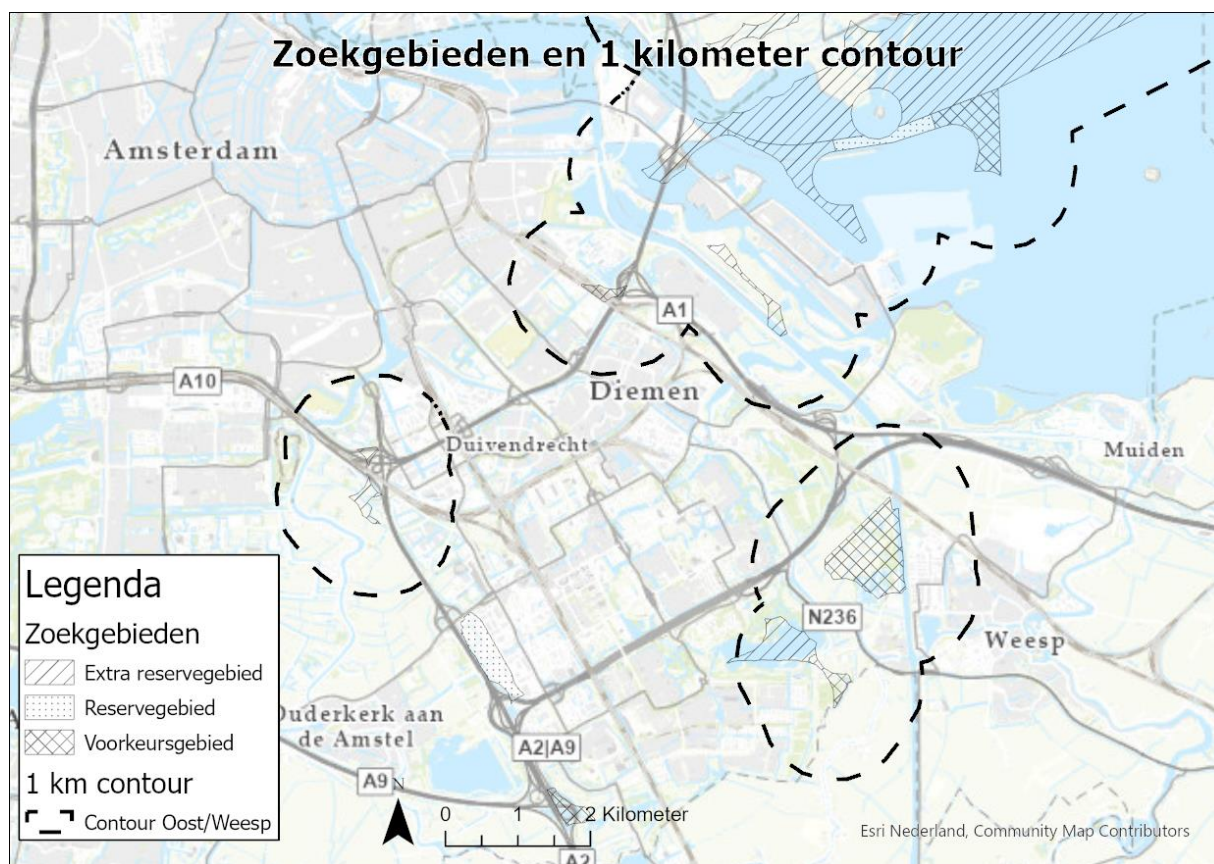 Zoekgebieden en 1 kilometer contour
Amsterdam
A1
A10
Diemen
Duivendrecht
Muiden
N236
Weesp
Ouderkerk aan
de Amstel
A2|A9
A9
N
A2
Legenda
Zoekgebieden
Extra reservegebied
Reservegebied
Voorkeursgebied
1 km contour
Contour Oost/Weesp
0 1 2 Kilometer
Esri Nederland, Community Map Contributors